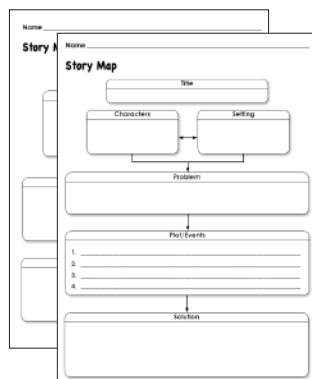 Name
Story M
Name
Story Map
Title
Characters
Setting
Problem
Plot/Events
1.
2.
3.
4.
Solution